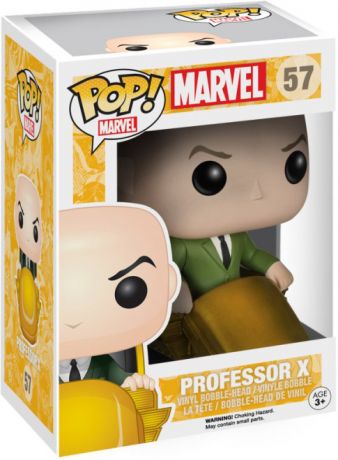 POP!
MARVEL
MARVEL
57
POP!
MARVEL
PROFESSOR X
57
PROFESSOR X
VINYL BOBBLE-HEAD / VINYLE BOBBLE
LA TÊTE / BOBBLE-HEAD DE VINIL
WARNING: Choking Hazard.
May contain small parts.
AGE
3+